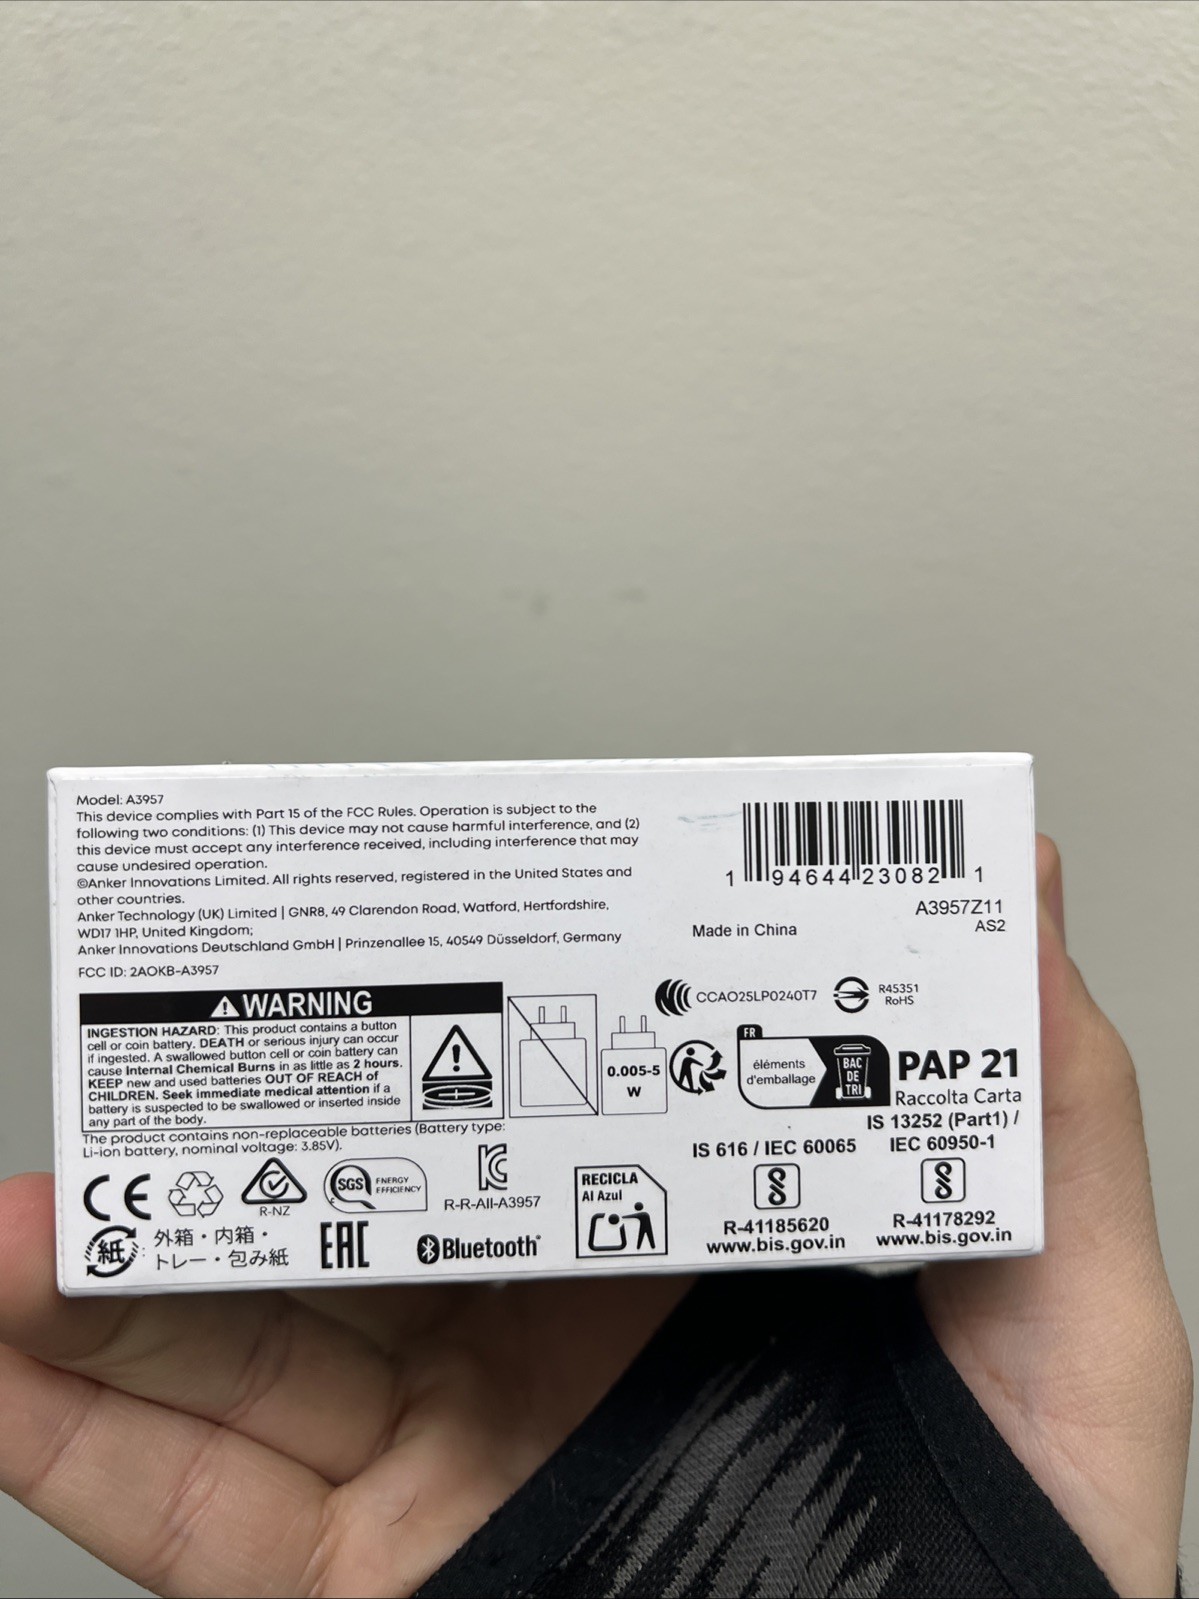 Model: A3957
This device complies with Part 15 of the FCC Rules. Operation is subject to the
following two conditions: (1) This device may not cause harmful interference, and (2)
this device must accept any interference received, including interference that may
cause undesired operation.
©Anker Innovations Limited. All rights reserved, registered in the United States and
other countries.
Anker Technology (UK) Limited | GNR8, 49 Clarendon Road, Watford, Hertfordshire,
WD17 1HP, United Kingdom;
Anker Innovations Deutschland GmbH | Prinzenallee 15, 40549 Düsseldorf, Germany
FCC ID: 2AOKB-A3957
1 94644 23082 1
A3957Z11
AS2
Made in China
WARNING
INGESTION HAZARD: This product contains a button
cell or coin battery. DEATH or serious injury can occur
if ingested. A swallowed button cell or coin battery can
cause Internal Chemical Burns in as little as 2 hours.
KEEP new and used batteries OUT OF REACH of
CHILDREN. Seek immediate medical attention if a
battery is suspected to be swallowed or inserted inside
any part of the body.
0.005-5
W
CCAO25LP0240T7
R45351
RoHS
FR
éléments
d'emballage
BAC
DE
TRI
PAP 21
Raccolta Carta
The product contains non-replaceable batteries (Battery type:
Li-ion battery, nominal voltage: 3.85V).
IS 616 / IEC 60065
R-41185620
www.bis.gov.in
IS 13252 (Part1) /
IEC 60950-1
R-41178292
www.bis.gov.in
CE
R-NZ
SGS
ENERGY
EFFICIENCY
R-R-AII-A3957
RECICLA
Al Azul
紙
外箱・内箱・
トレー・包み紙
EAC
Bluetooth®